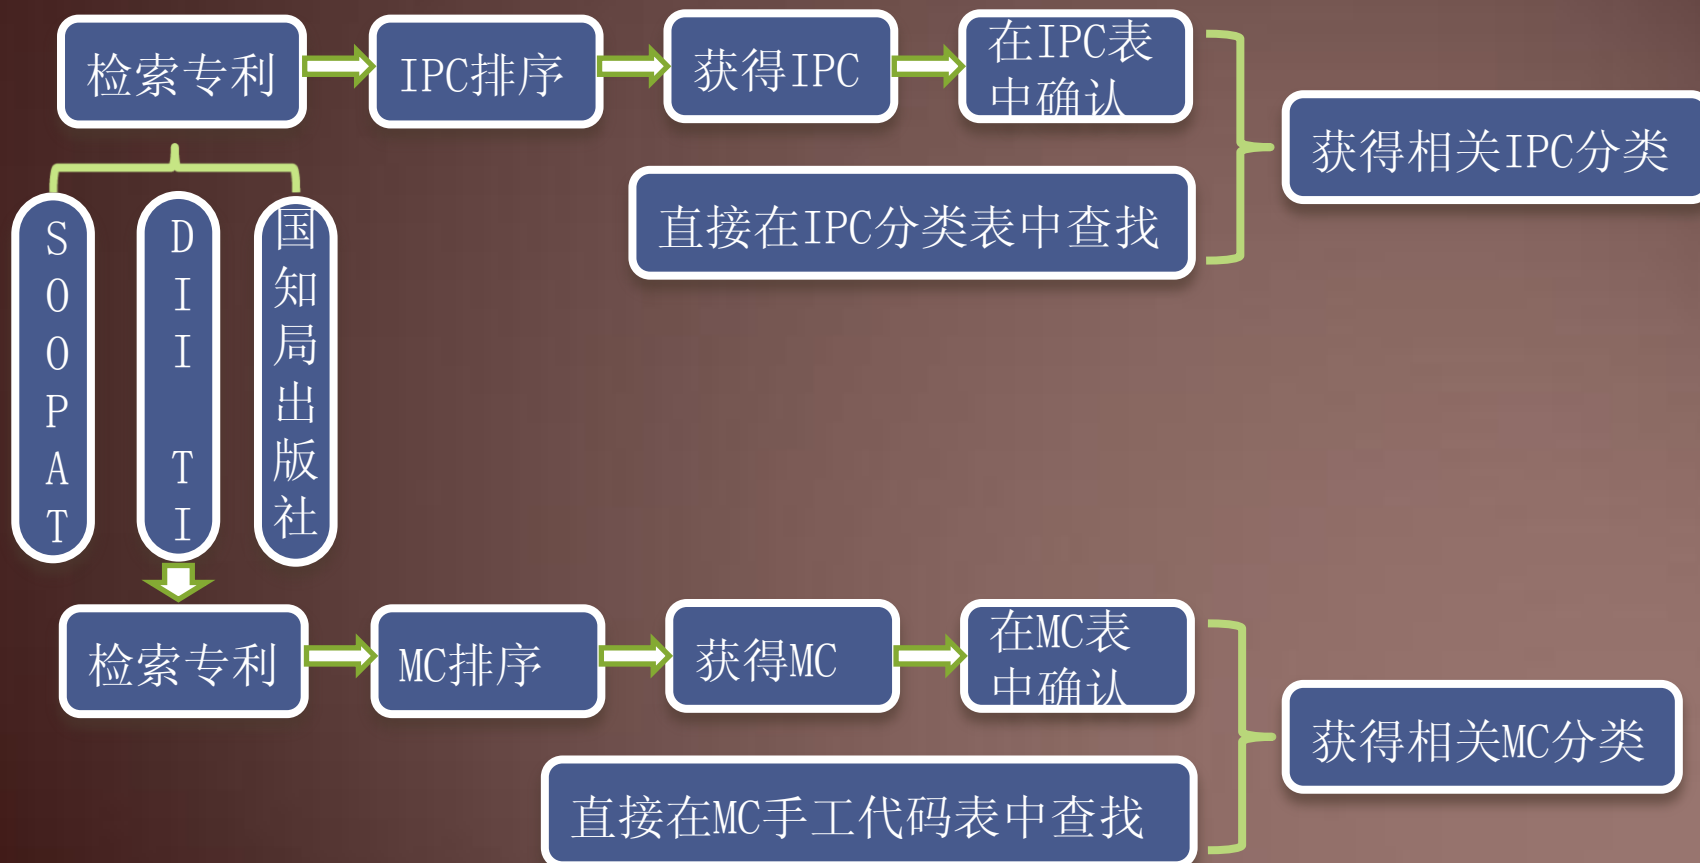 检索专利
IPC排序
获得IPC
在IPC表
中确认
获得相关IPC分类
直接在IPC分类表中查找
SOOPAT
DII TI
国知局出版社
检索专利
MC排序
获得MC
在MC表
中确认
获得相关MC分类
直接在MC手工代码表中查找